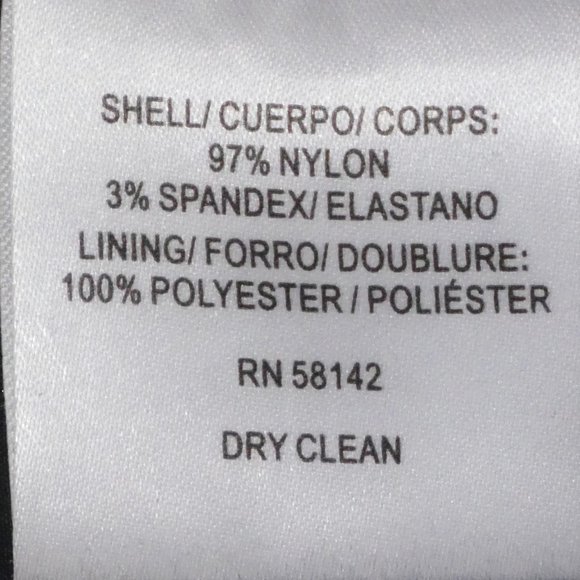 SHELL/ CUERPO/ CORPS:
97% NYLON
3% SPANDEX/ ELASTANO
LINING/ FORRO/ DOUBLURE:
100% POLYESTER / POLIÉSTER
RN 58142
DRY CLEAN